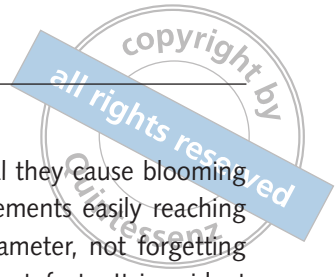 copyright by
all rights reserved
Quintessenz
l they cause blooming
ements easily reaching
ameter, not forgetting